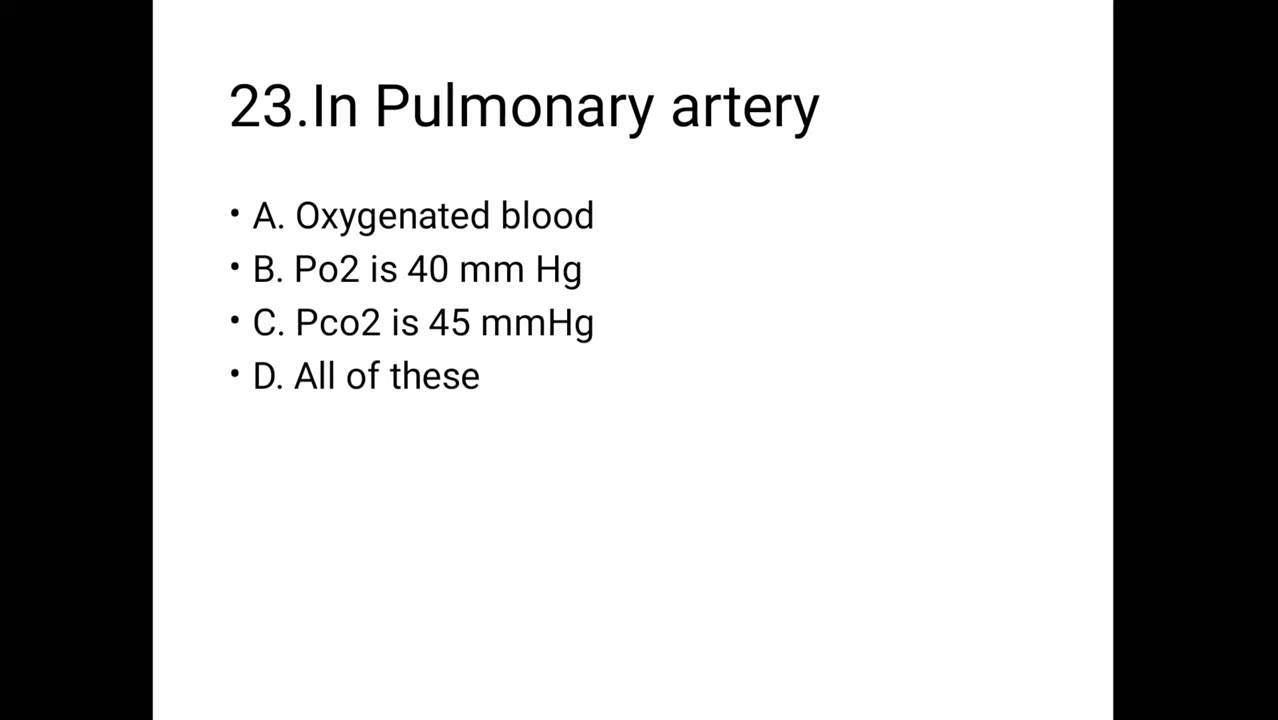 23.In Pulmonary artery
• A. Oxygenated blood
• B. Po2 is 40 mm Hg
• C. Pco2 is 45 mmHg
• D. All of these